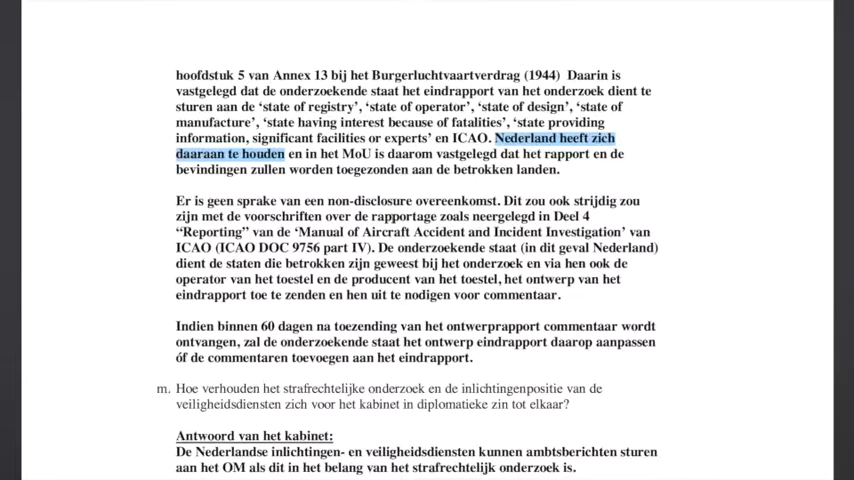 hoofdstuk 5 van Annex 13 bij het Burgerluchtvaartverdrag (1944)  Daarin is
vastgelegd dat de onderzoekende staat het eindrapport van het onderzoek dient te
sturen aan de ‘state of registry’, ‘state of operator’, ‘state of design’, ‘state of
manufacture’, ‘state having interest because of fatalities’, ‘state providing
information, significant facilities or experts’ en ICAO. Nederland heeft zich
daaraan te houden en in het MoU is daarom vastgelegd dat het rapport en de
bevindingen zullen worden toegezonden aan de betrokken landen.
Er is geen sprake van een non-disclosure overeenkomst. Dit zou ook strijdig zou
zijn met de voorschriften over de rapportage zoals neergelegd in Deel 4
“Reporting” van de ‘Manual of Aircraft Accident and Incident Investigation’ van
ICAO (ICAO DOC 9756 part IV). De onderzoekende staat (in dit geval Nederland)
dient de staten die betrokken zijn geweest bij het onderzoek en via hen ook de
operator van het toestel en de producent van het toestel, het ontwerp van het
eindrapport toe te zenden en hen uit te nodigen voor commentaar.
Indien binnen 60 dagen na toezending van het ontwerprapport commentaar wordt
ontvangen, zal de onderzoekende staat het ontwerp eindrapport daarop aanpassen
óf de commentaren toevoegen aan het eindrapport.
m. Hoe verhouden het strafrechtelijke onderzoek en de inlichtingenpositie van de
veiligheidsdiensten zich voor het kabinet in diplomatieke zin tot elkaar?
Antwoord van het kabinet:
De Nederlandse inlichtingen- en veiligheidsdiensten kunnen ambtsberichten sturen
aan het OM als dit in het belang van het strafrechtelijk onderzoek is.